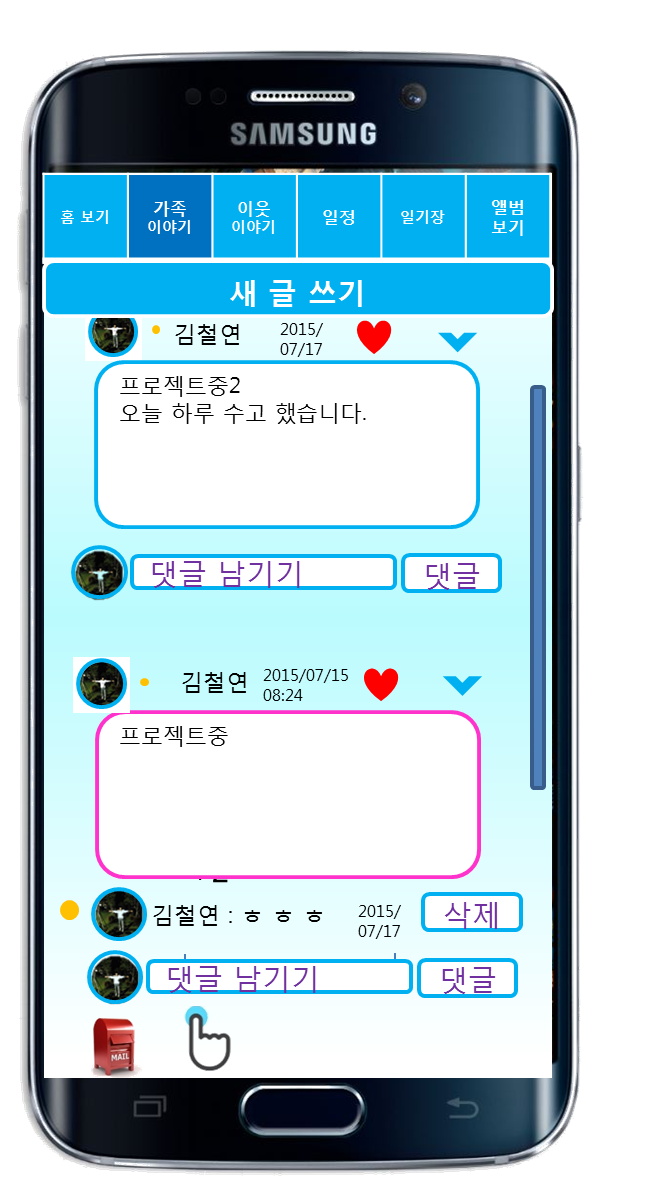 SAMSUNG
홈 보기
가족
이야기
이웃
이야기
일정
일기장
앨범
보기
새 글 쓰기
김철연
2015/
07/17
프로젝트중2
오늘 하루 수고 했습니다.
댓글 남기기
댓글
김철연
2015/07/15
08:24
프로젝트중
김철연 : ㅎ ㅎ ㅎ
2015/
07/17
삭제
댓글 남기기
댓글
MAIL